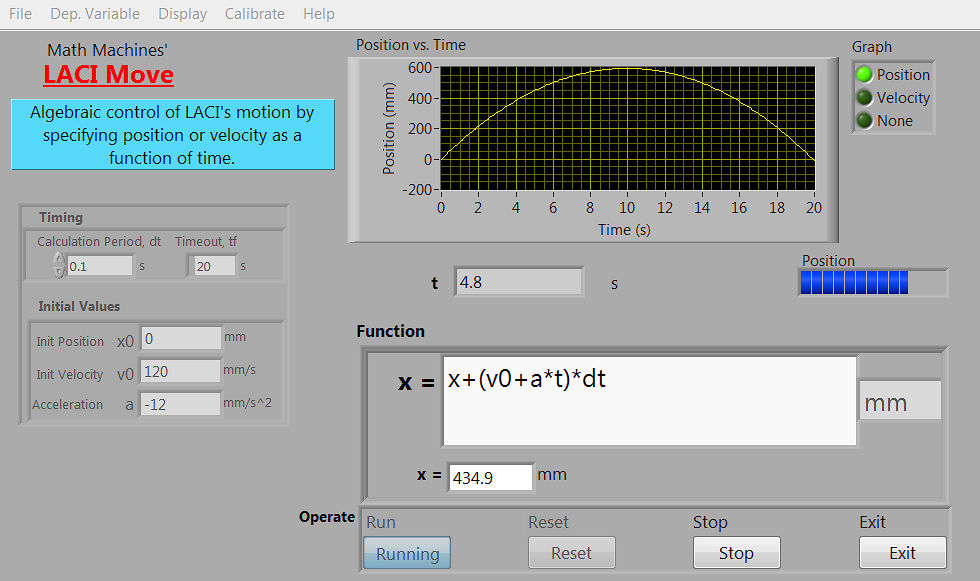 File Dep. Variable Display Calibrate Help
Math Machines'
LACI Move
Algebraic control of LACI's motion by
specifying position or velocity as a
function of time.
Position vs. Time
Position (mm)
600
400
200
0
-200
0 2 4 6 8 10 12 14 16 18 20
Time (s)
Graph
Position
Velocity
None
Timing
Calculation Period, dt Timeout, tf
0.1 s 20 s
Initial Values
Init Position x0 0 mm
Init Velocity v0 120 mm/s
Acceleration a -12 mm/s^2
t 4.8 s
Position
Function
x = x+(v0+a*t)*dt
mm
x = 434.9 mm
Operate
Run Reset Stop Exit
Running Reset Stop Exit